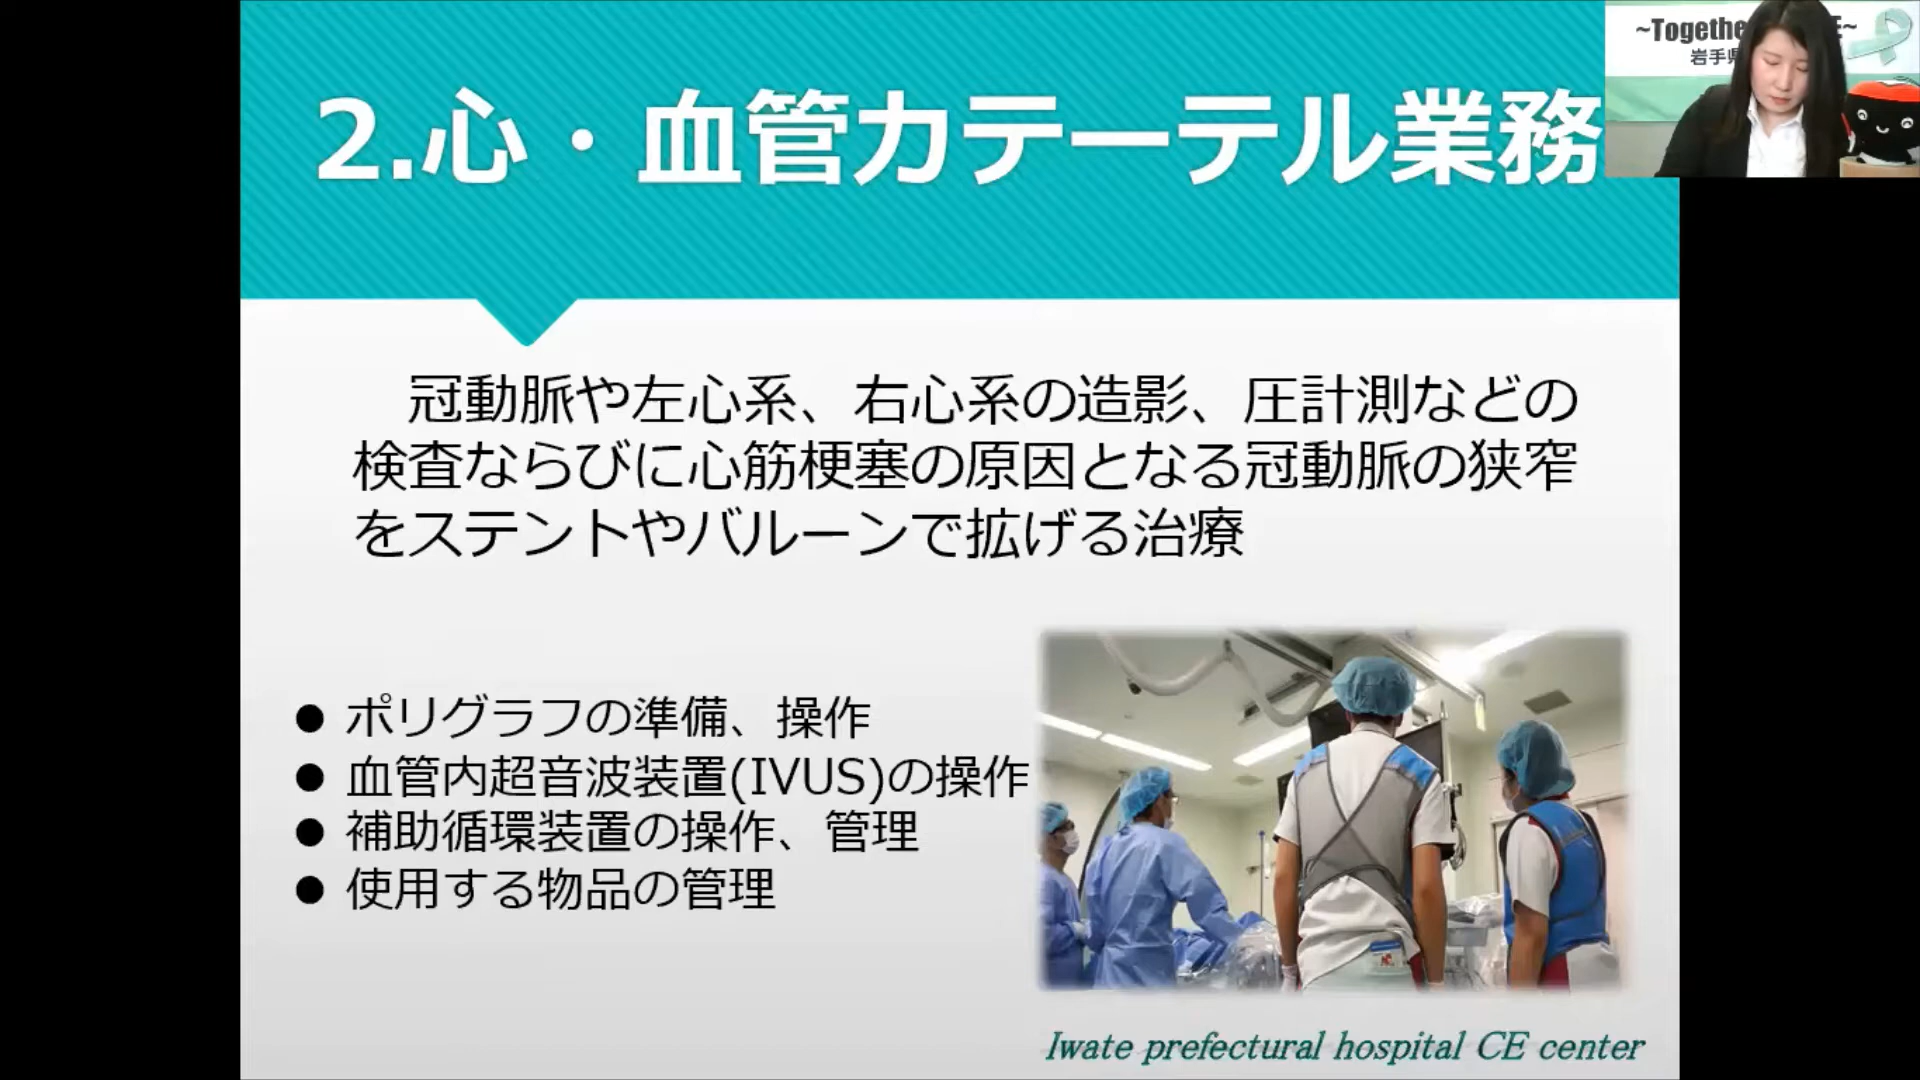 2.心・血管カテーテル業務
~Togethe
E~
岩手県
冠動脈や左心系、右心系の造影、圧計測などの
検査ならびに心筋梗塞の原因となる冠動脈の狭窄
をステントやバルーンで拡げる治療
● ポリグラフの準備、操作
● 血管内超音波装置(IVUS)の操作
● 補助循環装置の操作、管理
● 使用する物品の管理
Iwate prefectural hospital CE center